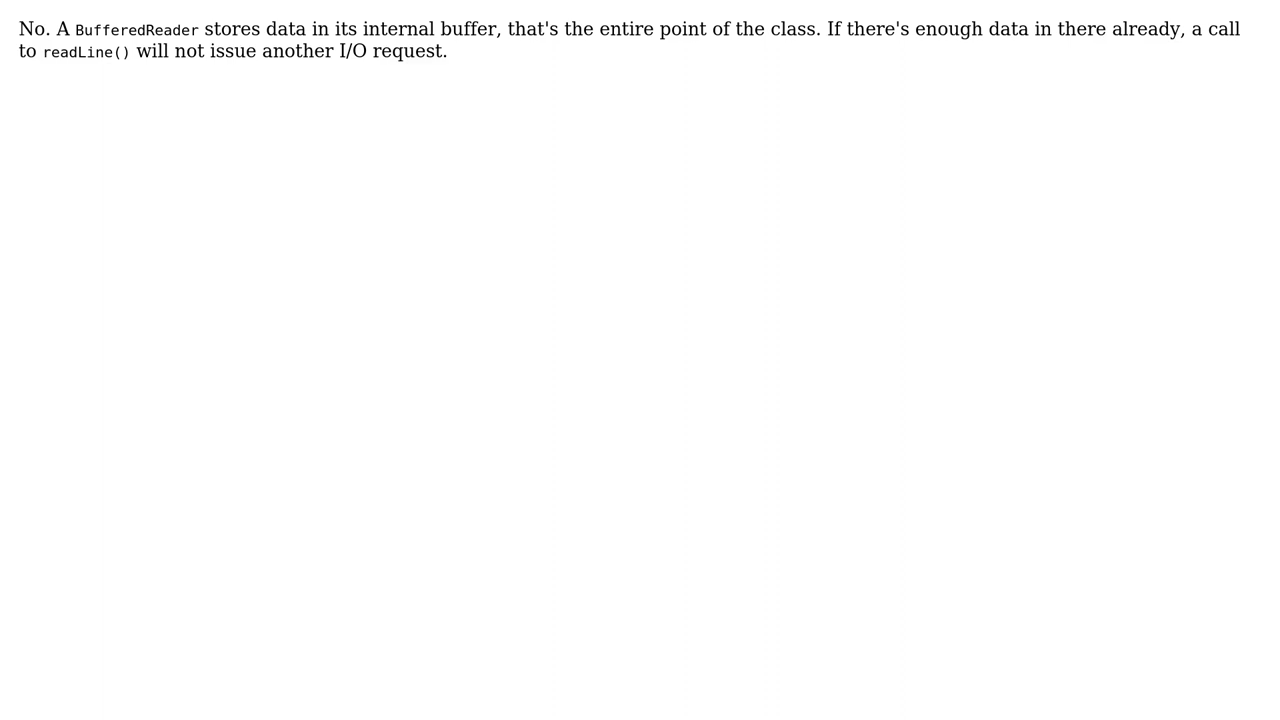 No. A BufferedReader stores data in its internal buffer, that's the entire point of the class. If there's enough data in there already, a call
to readLine() will not issue another I/O request.